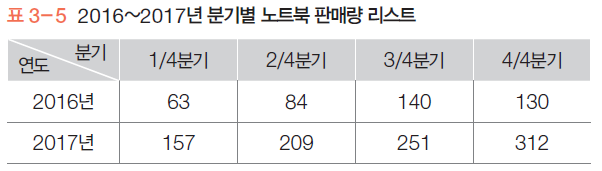 표 3-5 2016~2017년 분기별 노트북 판매량 리스트
분기
연도 1/4분기 2/4분기 3/4분기 4/4분기
2016년 63 84 140 130
2017년 157 209 251 312